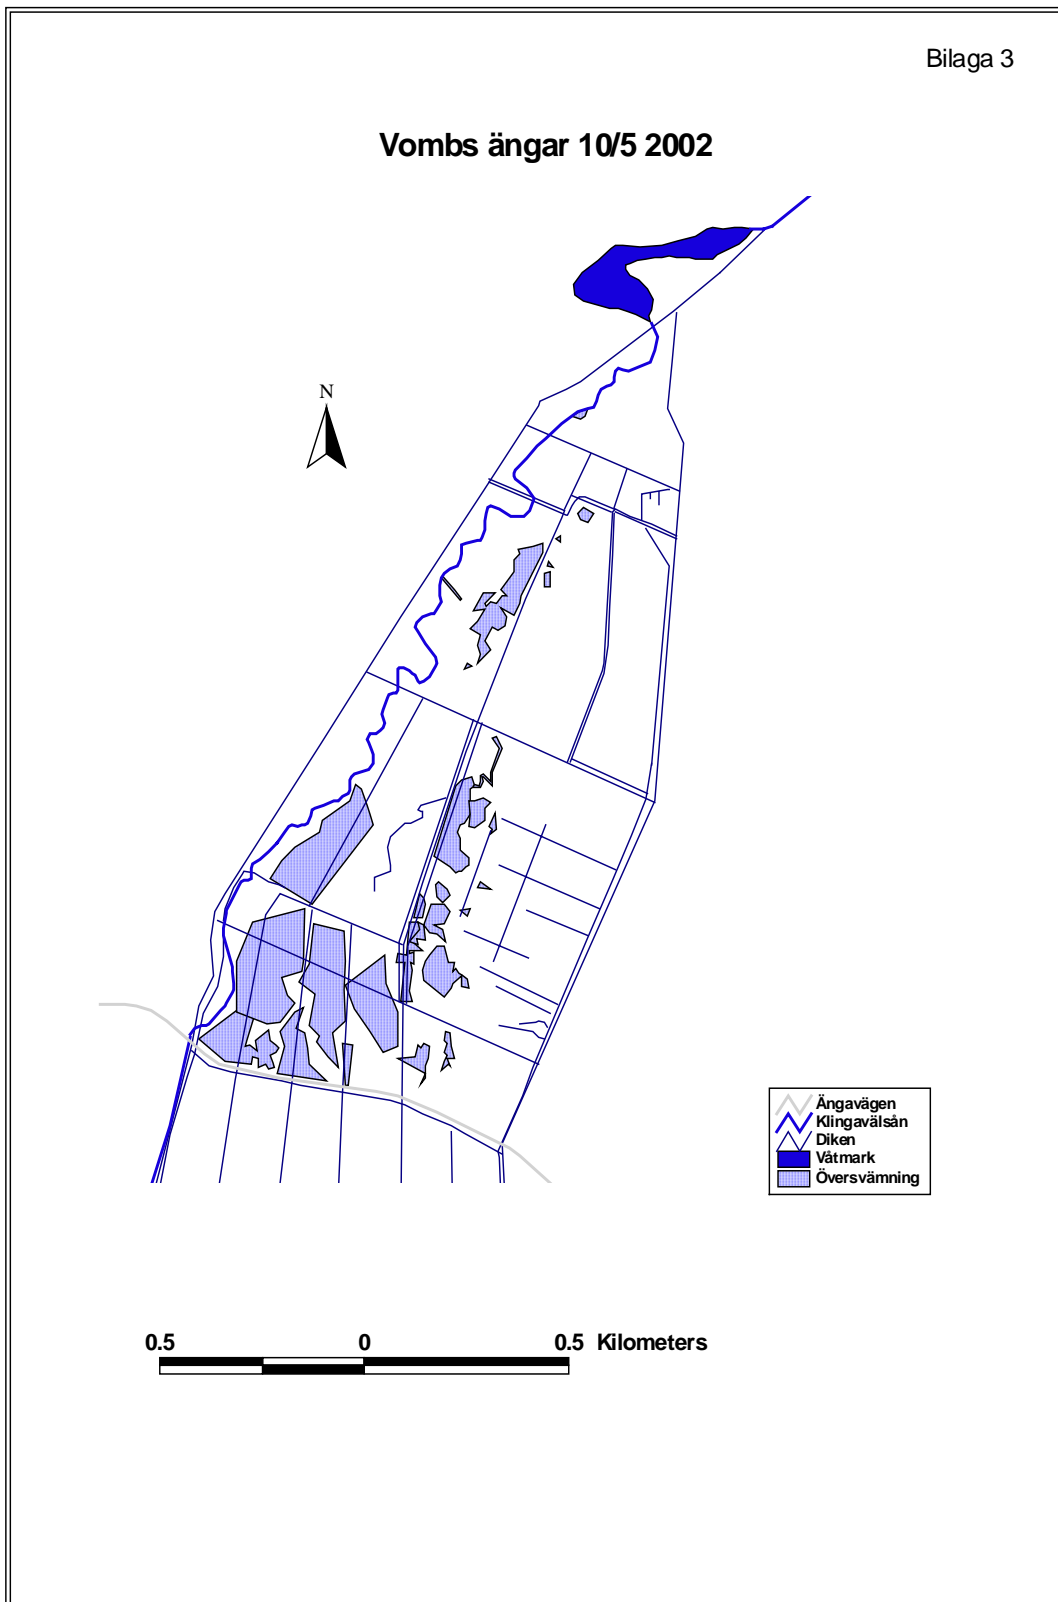 Bilaga 3
Vombs ängar 10/5 2002
N
Ängavägen
Klingavälsån
Diken
Våtmark
Översvämning
0.5 0 0.5 Kilometers